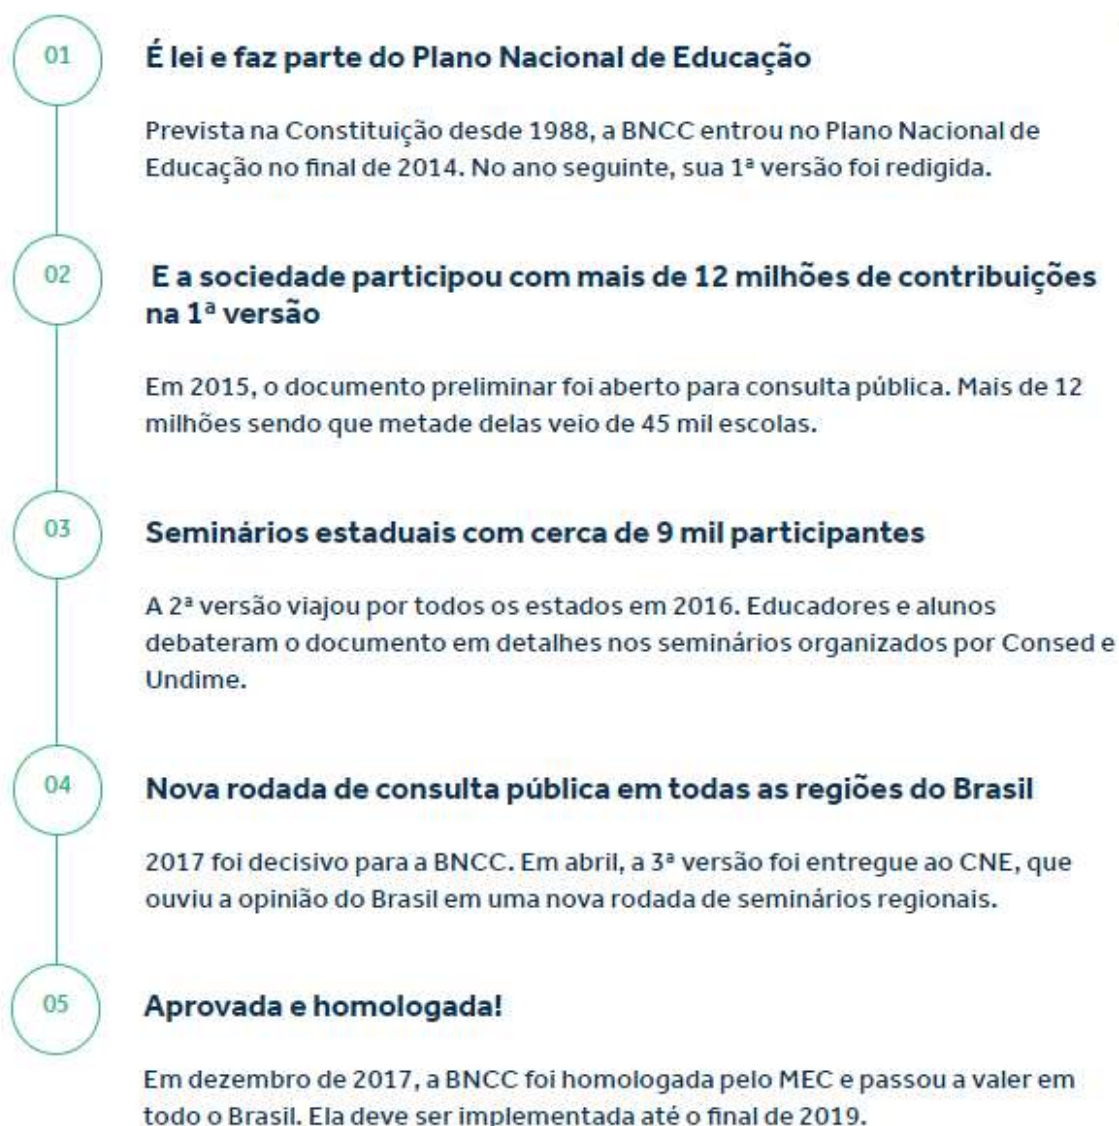 01
É lei e faz parte do Plano Nacional de Educação
Prevista na Constituição desde 1988, a BNCC entrou no Plano Nacional de
Educação no final de 2014. No ano seguinte, sua 1ª versão foi redigida.
02
E a sociedade participou com mais de 12 milhões de contribuições
na 1ª versão
Em 2015, o documento preliminar foi aberto para consulta pública. Mais de 12
milhões sendo que metade delas veio de 45 mil escolas.
03
Seminários estaduais com cerca de 9 mil participantes
A 2ª versão viajou por todos os estados em 2016. Educadores e alunos
debateram o documento em detalhes nos seminários organizados por Consed e
Undime.
04
Nova rodada de consulta pública em todas as regiões do Brasil
2017 foi decisivo para a BNCC. Em abril, a 3ª versão foi entregue ao CNE, que
ouviu a opinião do Brasil em uma nova rodada de seminários regionais.
05
Aprovada e homologada!
Em dezembro de 2017, a BNCC foi homologada pelo MEC e passou a valer em
todo o Brasil. Ela deve ser implementada até o final de 2019.